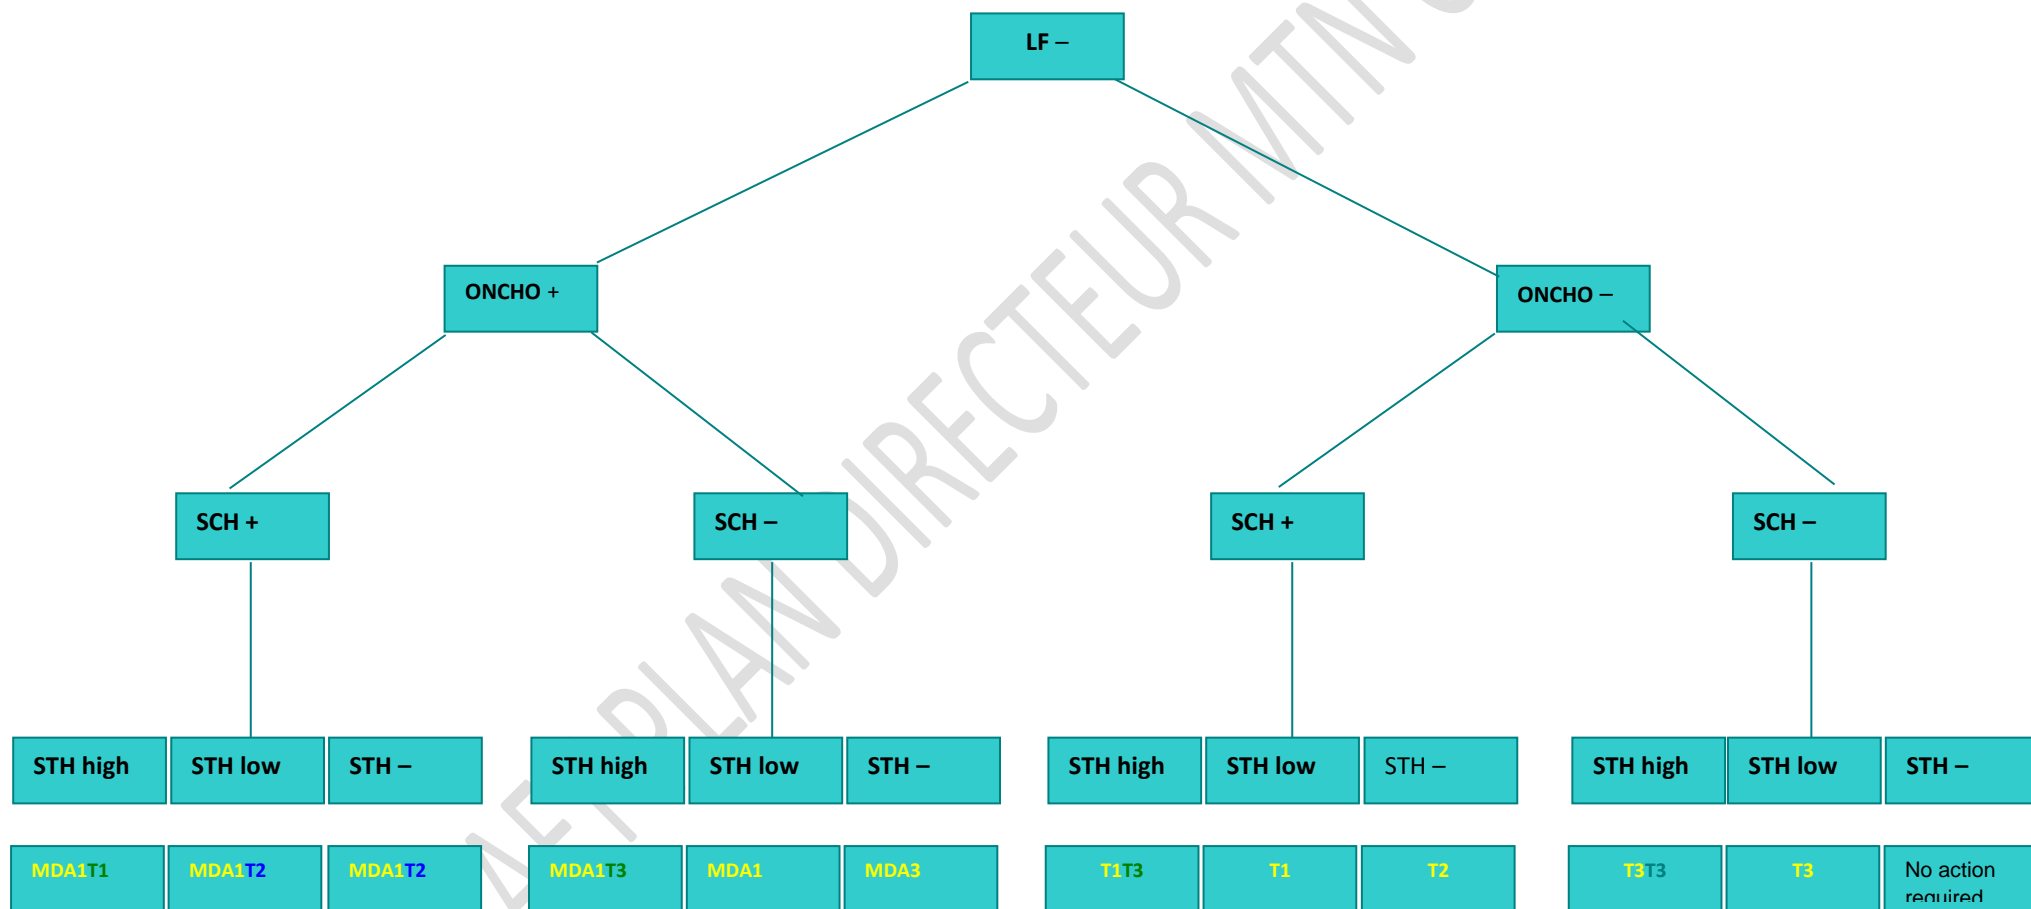 LF –
ONCHO +
ONCHO –
SCH +
SCH –
SCH +
SCH –
STH high
STH low
STH –
STH high
STH low
STH –
STH high
STH low
STH –
STH high
STH low
STH –
MDA1T1
MDA1T2
MDA1T2
MDA1T3
MDA1
MDA3
T1T3
T1
T2
T3T3
T3
No action
required
AF PLAN DIRECTEUR MTN